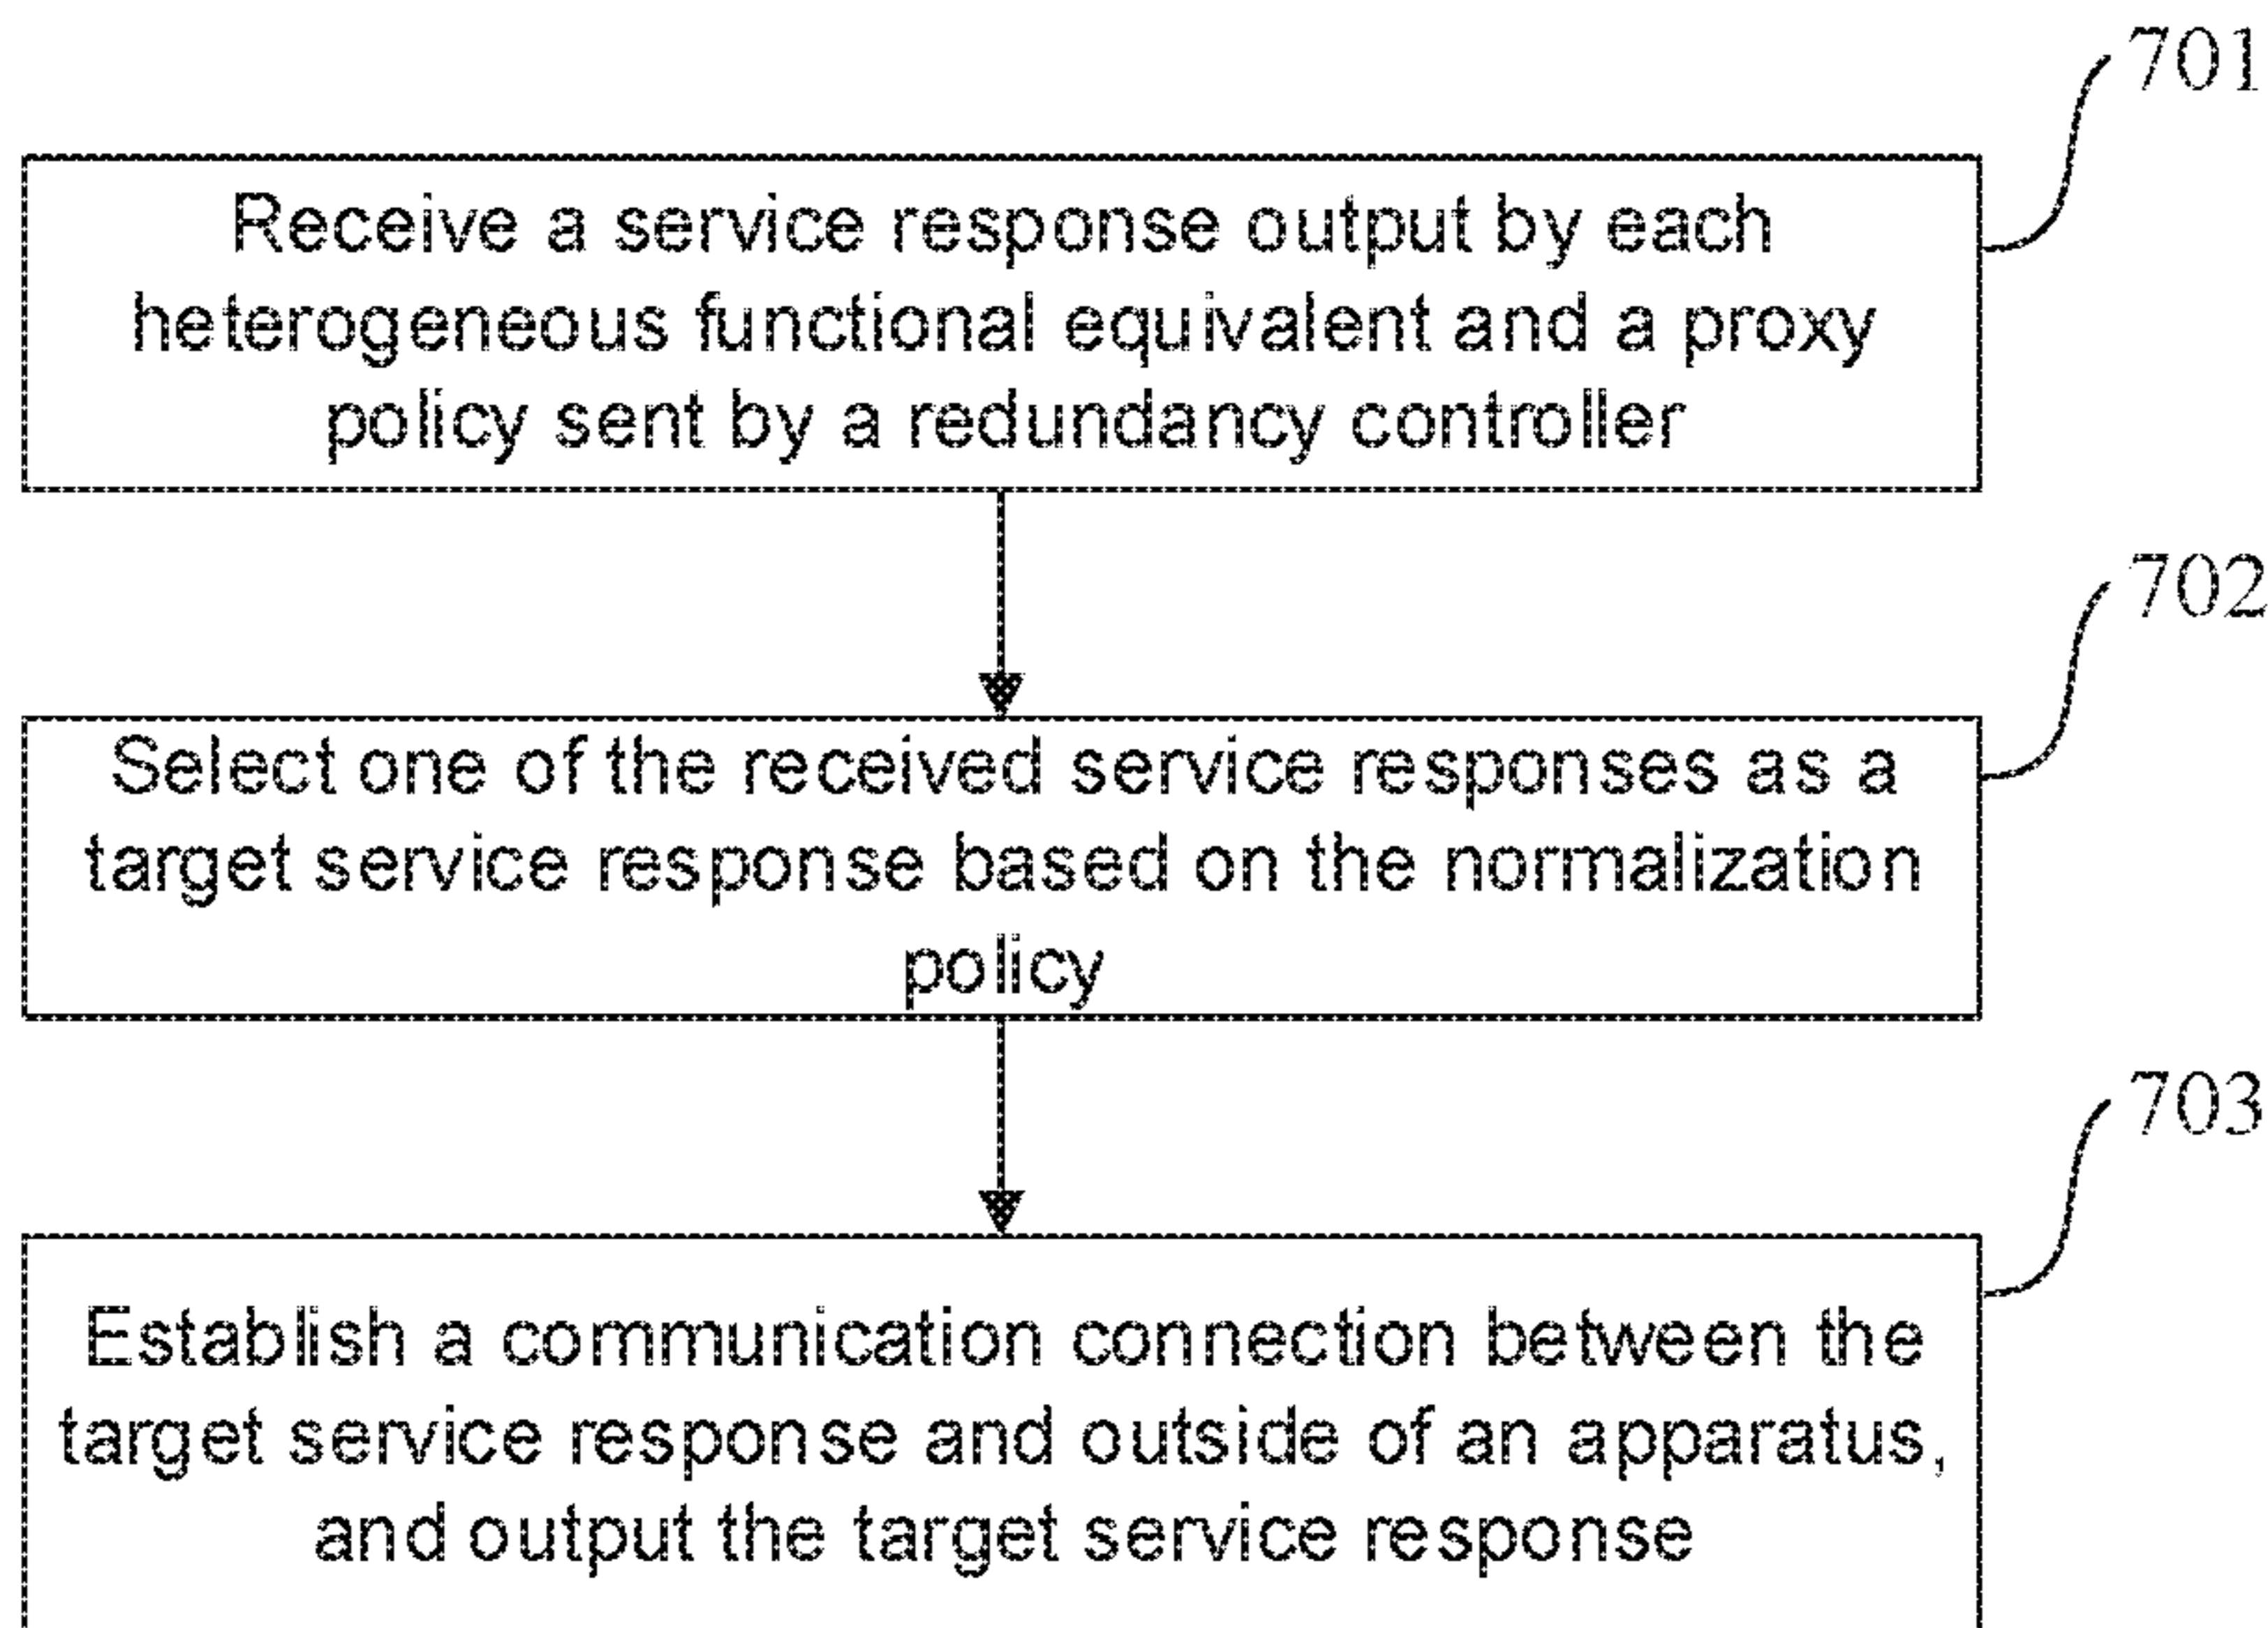 701
Receive a service response output by each
heterogeneous functional equivalent and a proxy
policy sent by a redundancy controller
702
Select one of the received service responses as a
target service response based on the normalization
policy
703
Establish a communication connection between the
target service response and outside of an apparatus,
and output the target service response